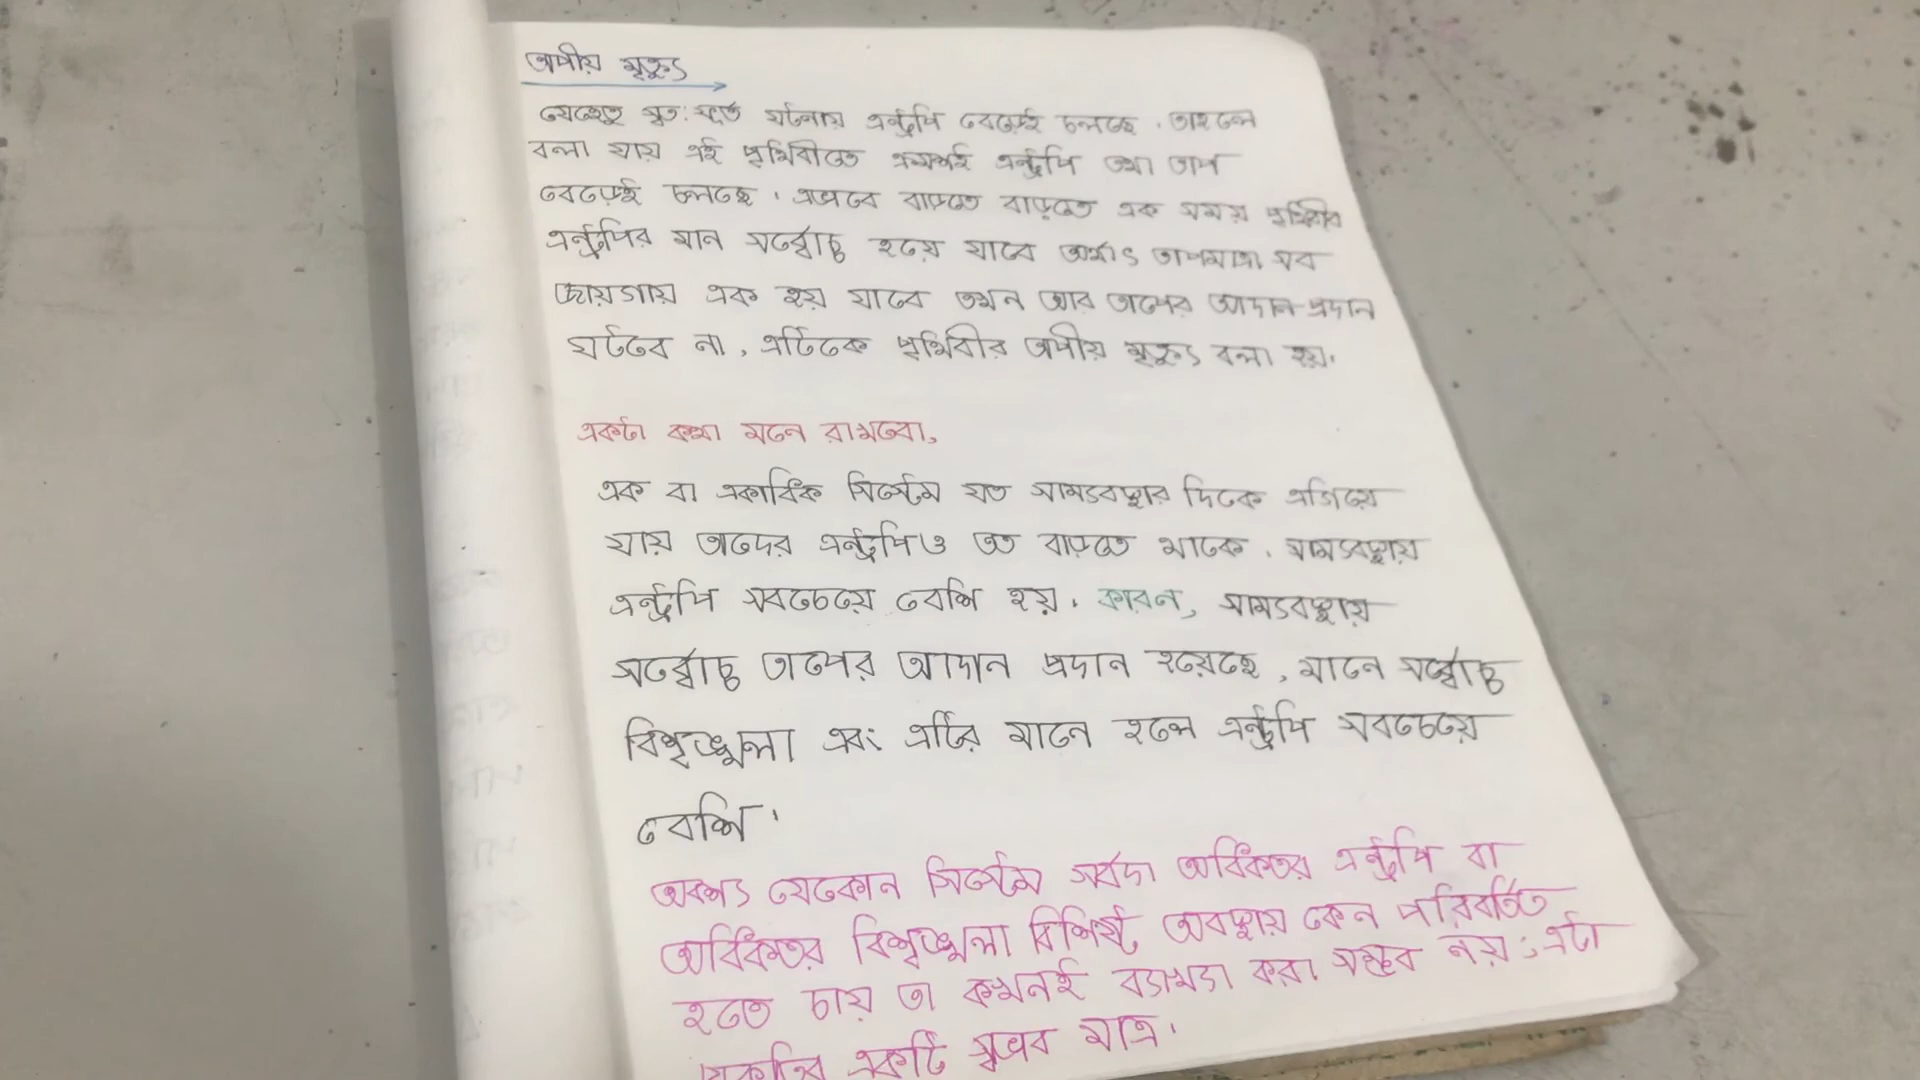 তাপীয় মৃত্যু
যেহেতু স্বত:স্ফূর্ত ঘটনায় এন্ট্রপি বেড়েই চলছে। তাহলে
বলা যায় এই পৃথিবীতে ক্রমশই এন্ট্রপি তথা তাপ
বেড়েই চলছে। এভাবে বাড়তে বাড়তে এক সময় পৃথিবীর
এন্ট্রপির মান সর্ব্বোচ্চ হয়ে যাবে অর্থাৎ তাপমাত্রা সব
জায়গায় এক হয় যাবে তখন আর তাপের আদান-প্রদান
ঘটবে না, এটিকে পৃথিবীর তাপীয় মৃত্যু বলা হয়।
একটা কথা মনে রাখবো,
এক বা একাধিক সিস্টেম যত সাম্যবস্থার দিকে এগিয়ে
যায় তাদের এন্ট্রপিও তত বাড়তে থাকে। সাম্যবস্থায়
এন্ট্রপি সবচেয়ে বেশি হয়। কারন, সাম্যবস্থায়
সর্ব্বোচ্চ তাপের আদান প্রদান হয়েছে, মানে সর্ব্বোচ্চ
বিশৃঙ্খলা এবং এটির মানে হলো এন্ট্রপি সবচেয়ে
বেশি।
অবশ্য যেকোন সিস্টেম সর্বদা অধিকতর এন্ট্রপি বা
অধিকতর বিশৃঙ্খলা বিশিষ্ট অবস্থায় কেন পরিবর্তিত
হতে চায় তা কখনই ব্যাখ্যা করা সম্ভব নয়; এটা
প্রকৃতির একটি স্বভাব মাত্র।